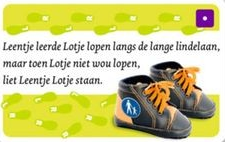 Leentje leerde Lotje lopen langs de lange lindelaan,
maar toen Lotje niet wou lopen,
liet Leentje Lotje staan.